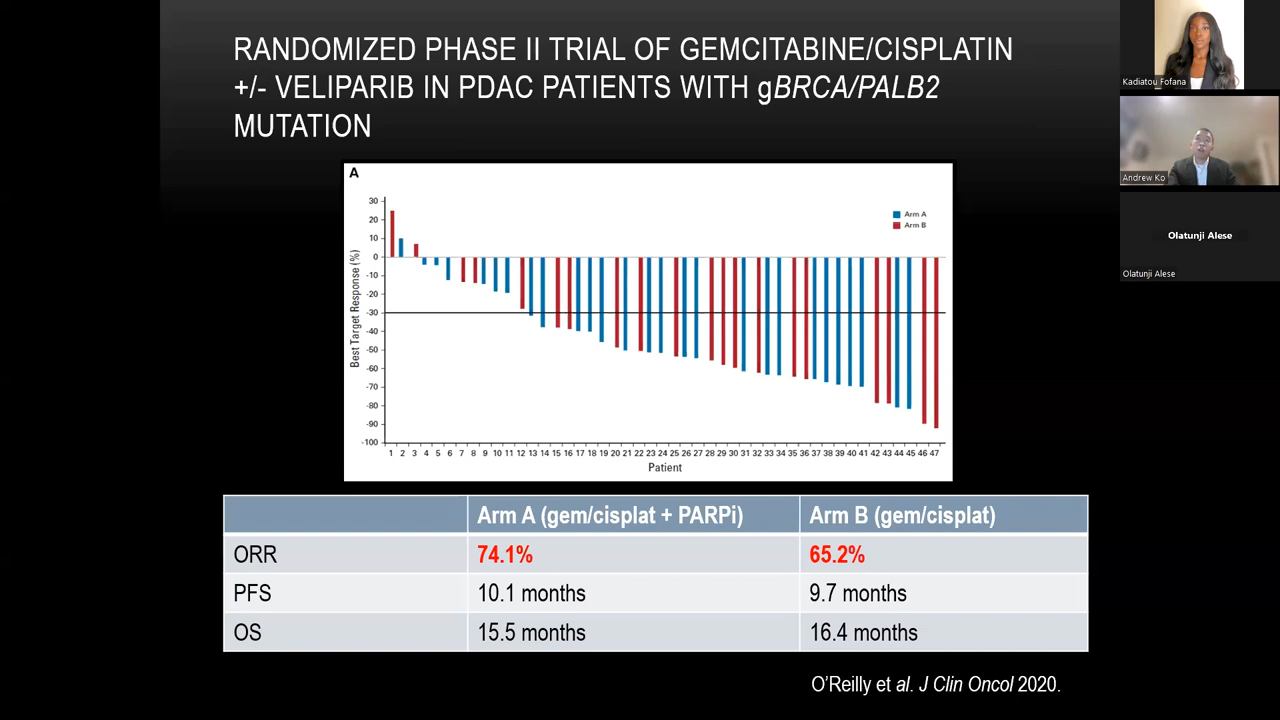 RANDOMIZED PHASE II TRIAL OF GEMCITABINE/CISPLATIN
+/- VELIPARIB IN PDAC PATIENTS WITH gBRCA/PALB2
MUTATION
A
Arm A
Arm B
Best Target Response (%)
30
20
10
0
-10
-20
-30
-40
-50
-60
-70
-80
-90
-100
1 2 3 4 5 6 7 8 9 10 11 12 13 14 15 16 17 18 19 20 21 22 23 24 25 26 27 28 29 30 31 32 33 34 35 36 37 38 39 40 41 42 43 44 45 46 47
Patient
Arm A (gem/cisplat + PARPi) Arm B (gem/cisplat)
ORR 74.1% 65.2%
PFS 10.1 months 9.7 months
OS 15.5 months 16.4 months
O'Reilly et al. J Clin Oncol 2020.
Kadiatou Fofana
Andrew Ko
Olatunji Alese
Olatunji Alese